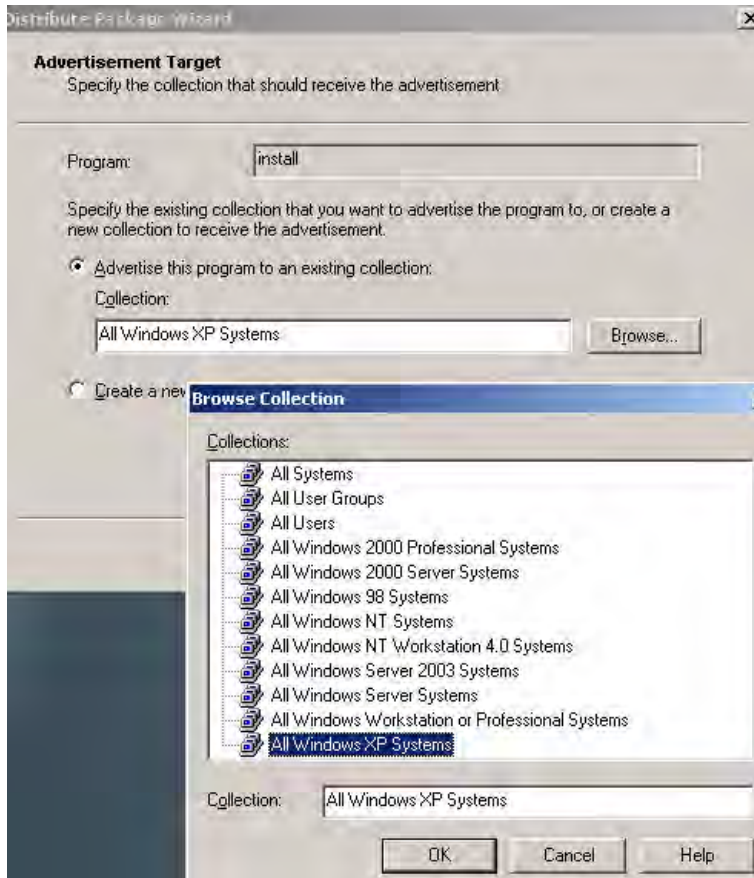 Distribute Package Wizard
Advertisement Target
Specify the collection that should receive the advertisement
Program:
install
Specify the existing collection that you want to advertise the program to, or create a
new collection to receive the advertisement.
Advertise this program to an existing collection:
Collection:
All Windows XP Systems
Browse...
Create a new
Browse Collection
Collections:
All Systems
All User Groups
All Users
All Windows 2000 Professional Systems
All Windows 2000 Server Systems
All Windows 98 Systems
All Windows NT Systems
All Windows NT Workstation 4.0 Systems
All Windows Server 2003 Systems
All Windows Server Systems
All Windows Workstation or Professional Systems
All Windows XP Systems
Collection:
All Windows XP Systems
OK
Cancel
Help